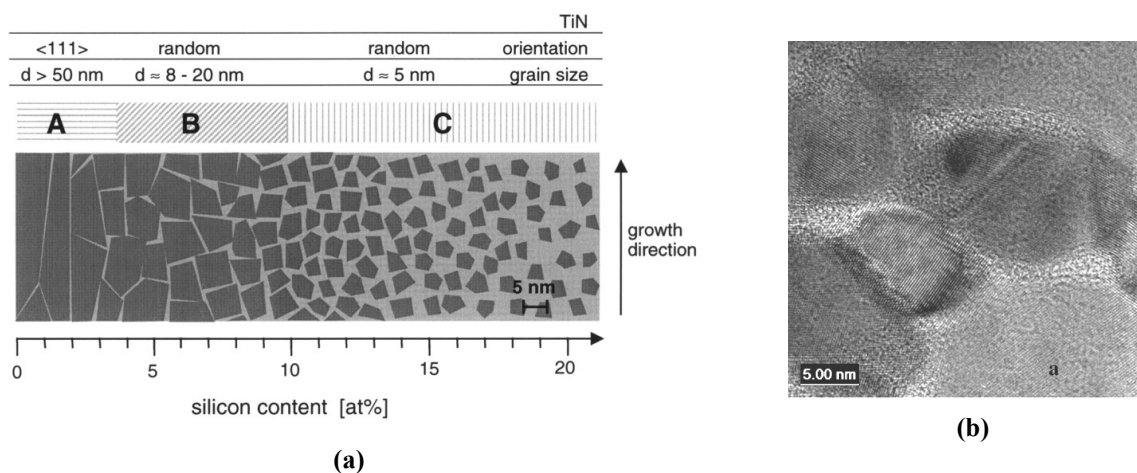 TiN
<111> random random orientation
d > 50 nm d ≈ 8 - 20 nm d ≈ 5 nm grain size
A B C
growth
direction
5 nm
0 5 10 15 20
silicon content [at%]
(a)
a
5.00 nm
(b)